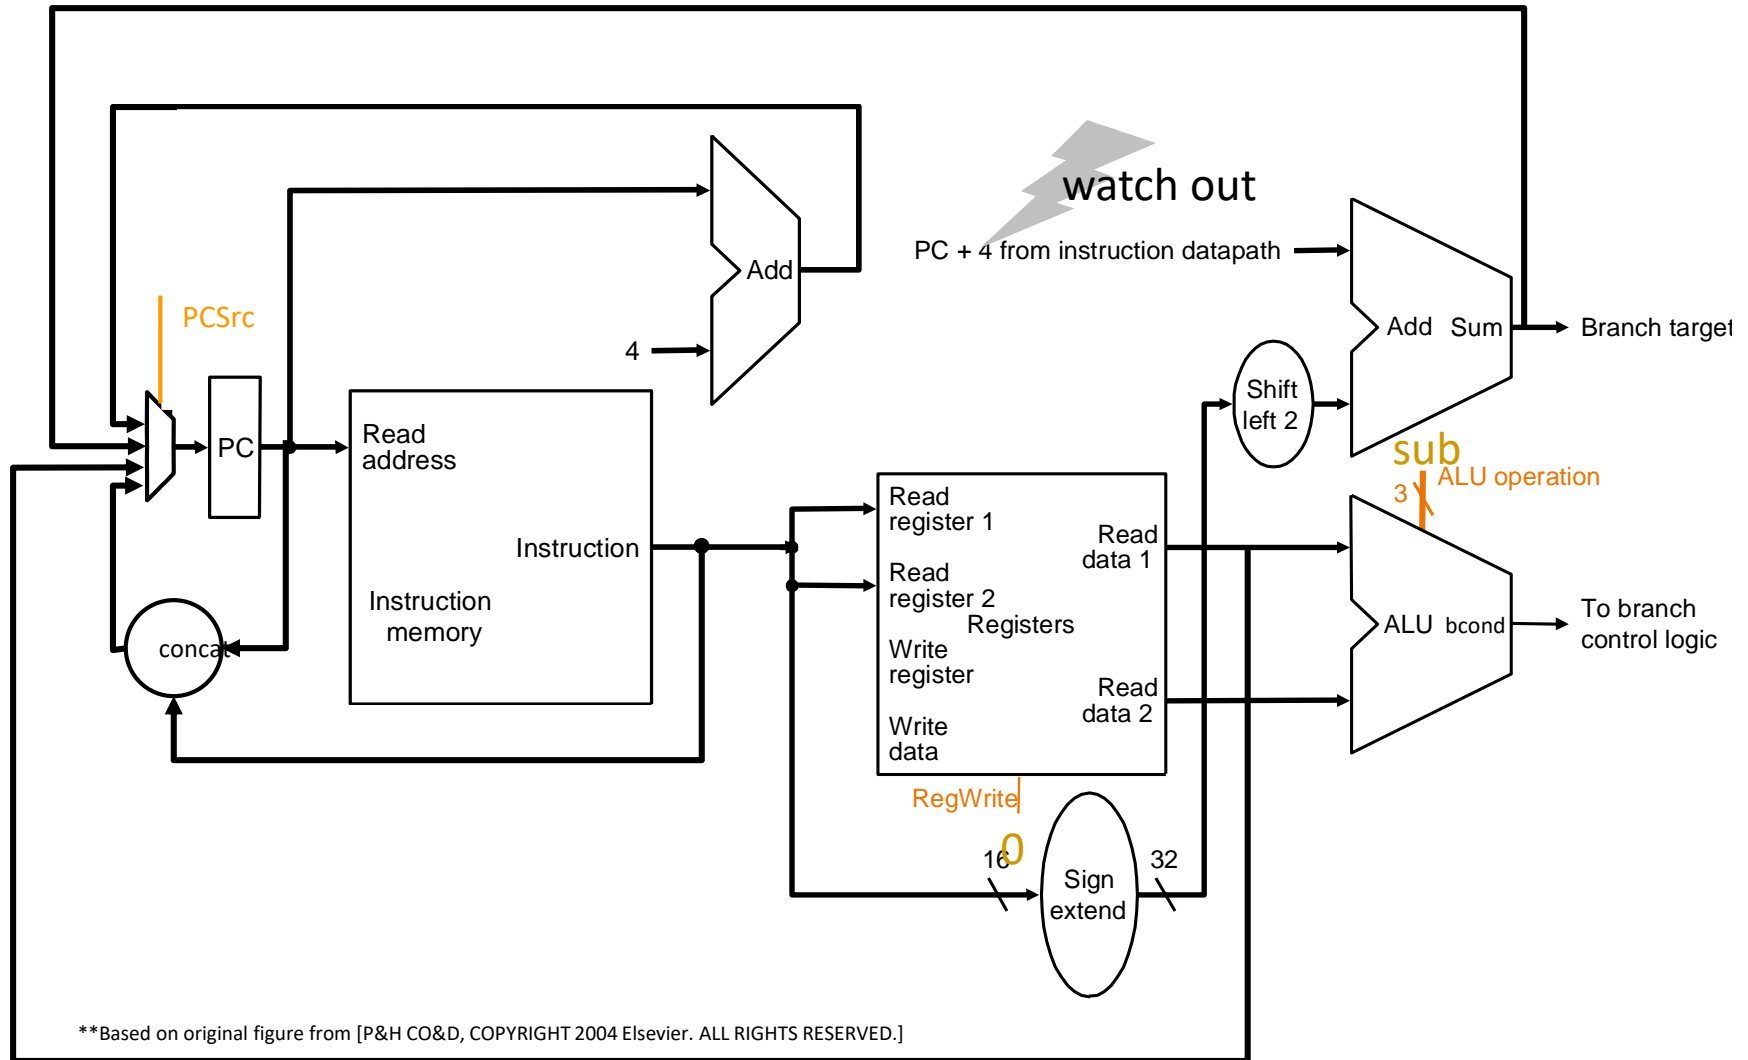 watch out
PC + 4 from instruction datapath
Add
PCSrc
4
Add Sum
Branch target
Shift
left 2
PC
Read
address
sub
ALU operation
3
Read
register 1
Read
data 1
Instruction
Read
register 2
Registers
Instruction
memory
ALU bcond
To branch
control logic
concat
Write
register
Read
data 2
Write
data
RegWrite
0
16
32
Sign
extend
**Based on original figure from [P&H CO&D, COPYRIGHT 2004 Elsevier. ALL RIGHTS RESERVED.]